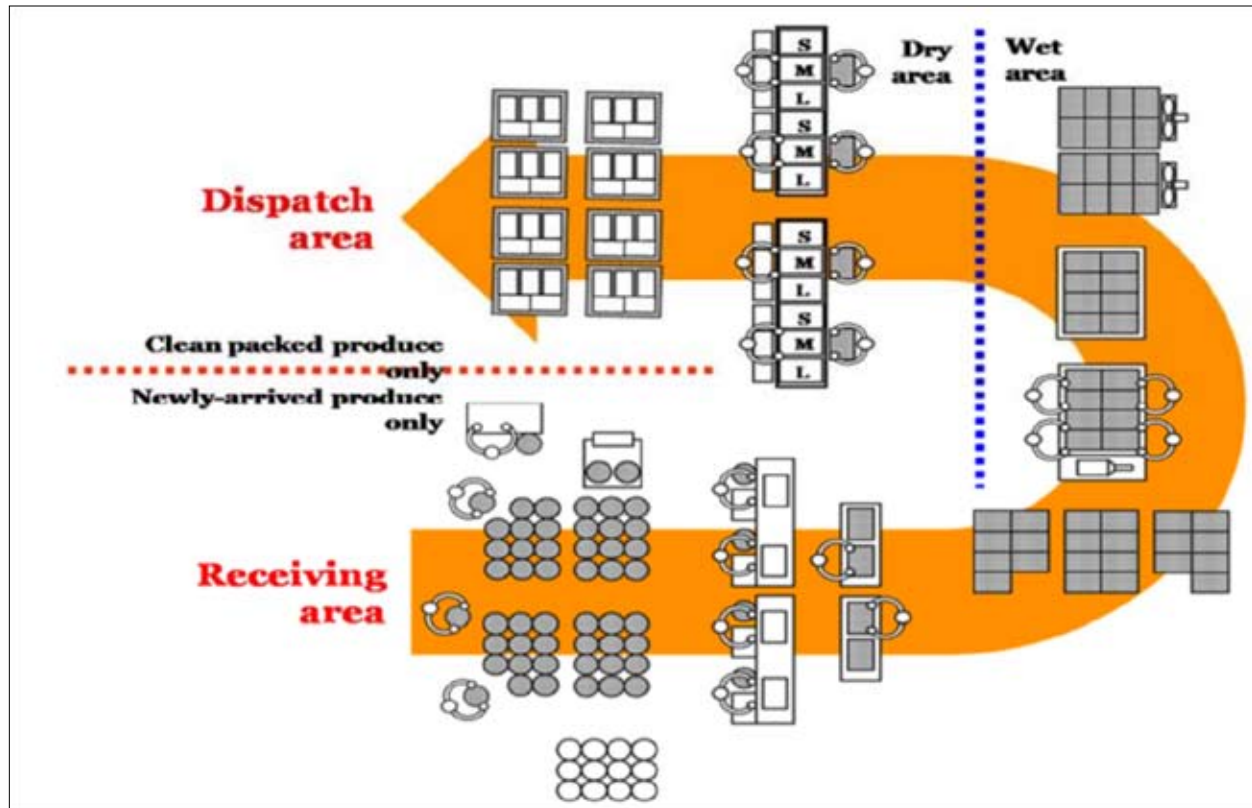 S
M
L
S
M
L
Dry
area
Wet
area
Dispatch
area
S
M
L
S
M
L
Clean packed produce
only
Newly-arrived produce
only
Receiving
area